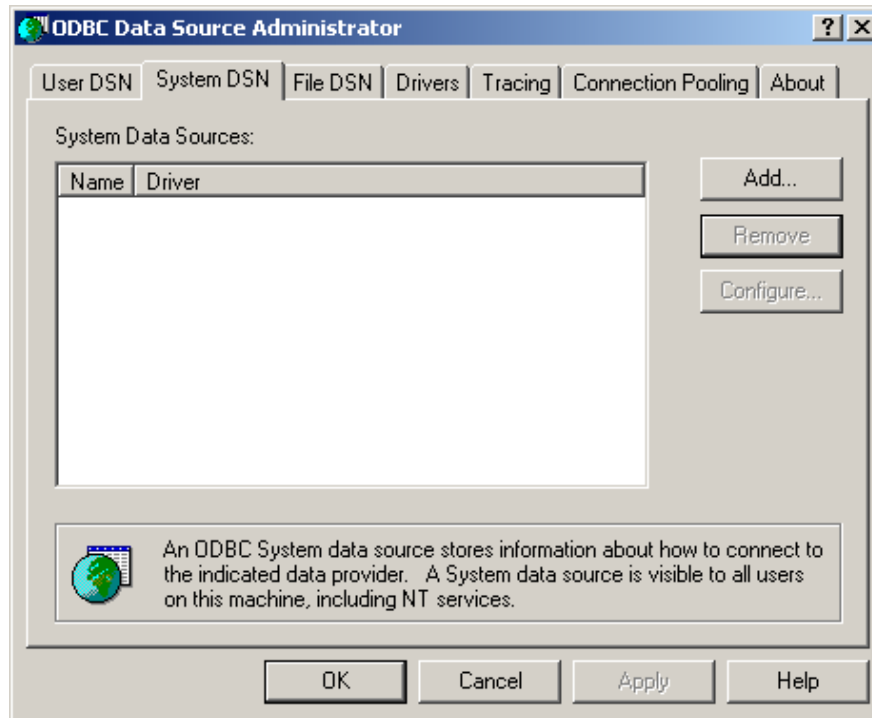 ODBC Data Source Administrator
User DSN System DSN File DSN Drivers Tracing Connection Pooling About
System Data Sources:
Name Driver
Add...
Remove
Configure...
An ODBC System data source stores information about how to connect to
the indicated data provider. A System data source is visible to all users
on this machine, including NT services.
OK Cancel Apply Help